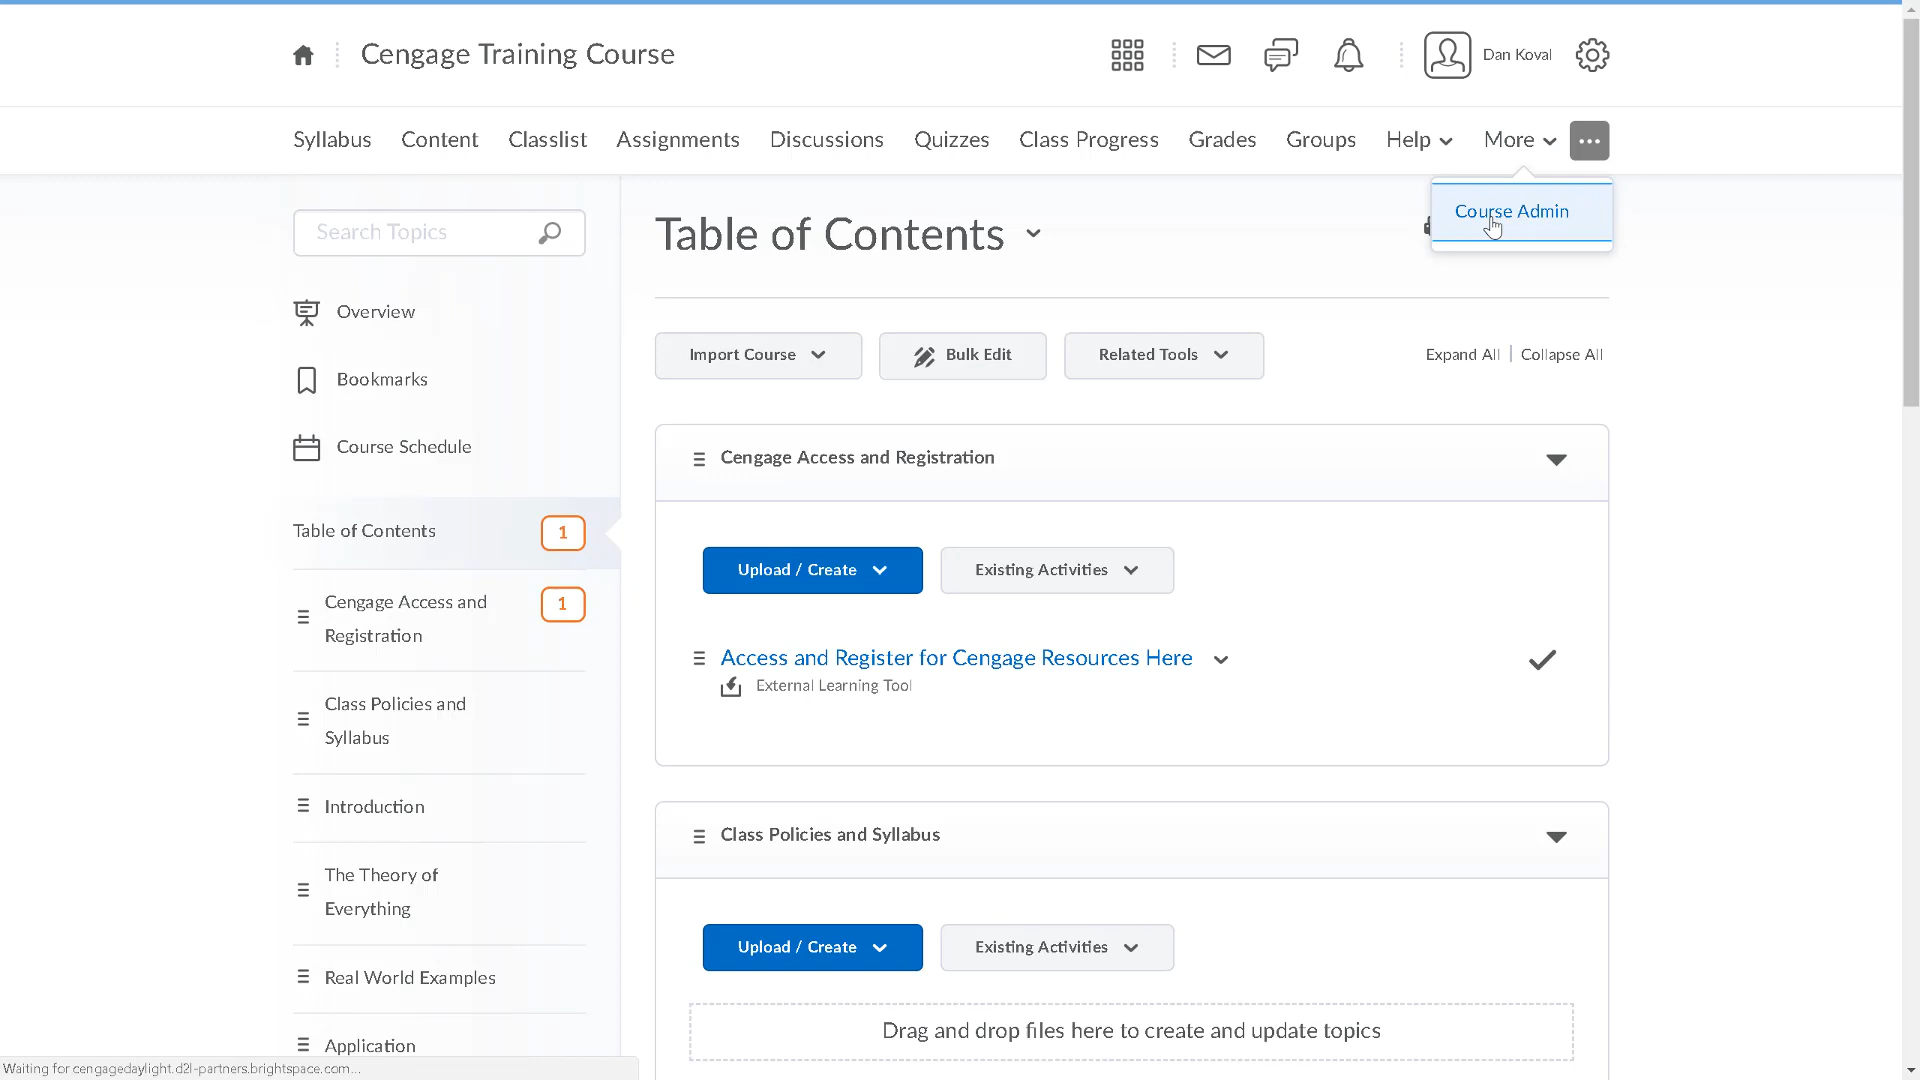 Cengage Training Course
Dan Koval
Syllabus Content Classlist Assignments Discussions Quizzes Class Progress Grades Groups Help More
Course Admin
Search Topics
Overview
Bookmarks
Course Schedule
Table of Contents 1
Cengage Access and
Registration
1
Class Policies and
Syllabus
Introduction
The Theory of
Everything
Real World Examples
Application
Table of Contents
Import Course Bulk Edit Related Tools Expand All | Collapse All
Cengage Access and Registration
Upload / Create Existing Activities
Access and Register for Cengage Resources Here
External Learning Tool
Class Policies and Syllabus
Upload / Create Existing Activities
Drag and drop files here to create and update topics
Waiting for cengagedaylight.d2l-partners.brightspace.com...